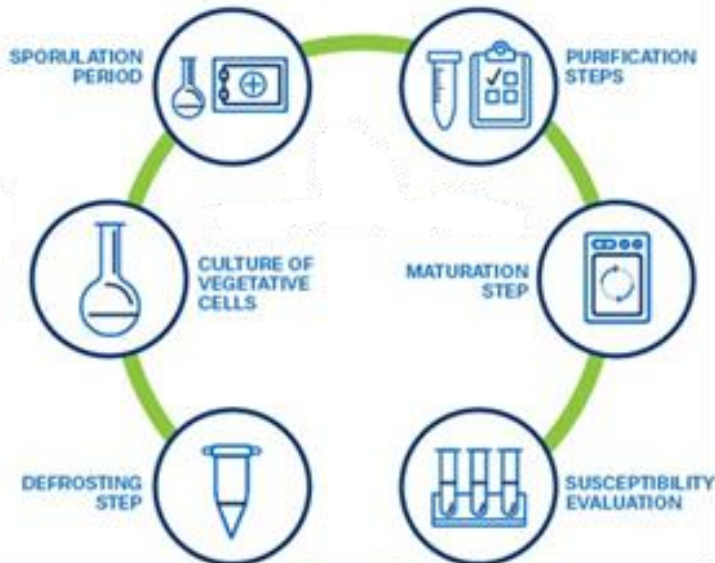 SPORULATION
PERIOD
PURIFICATION
STEPS
CULTURE OF
VEGETATIVE
CELLS
MATURATION
STEP
DEFROSTING
STEP
SUSCEPTIBILITY
EVALUATION